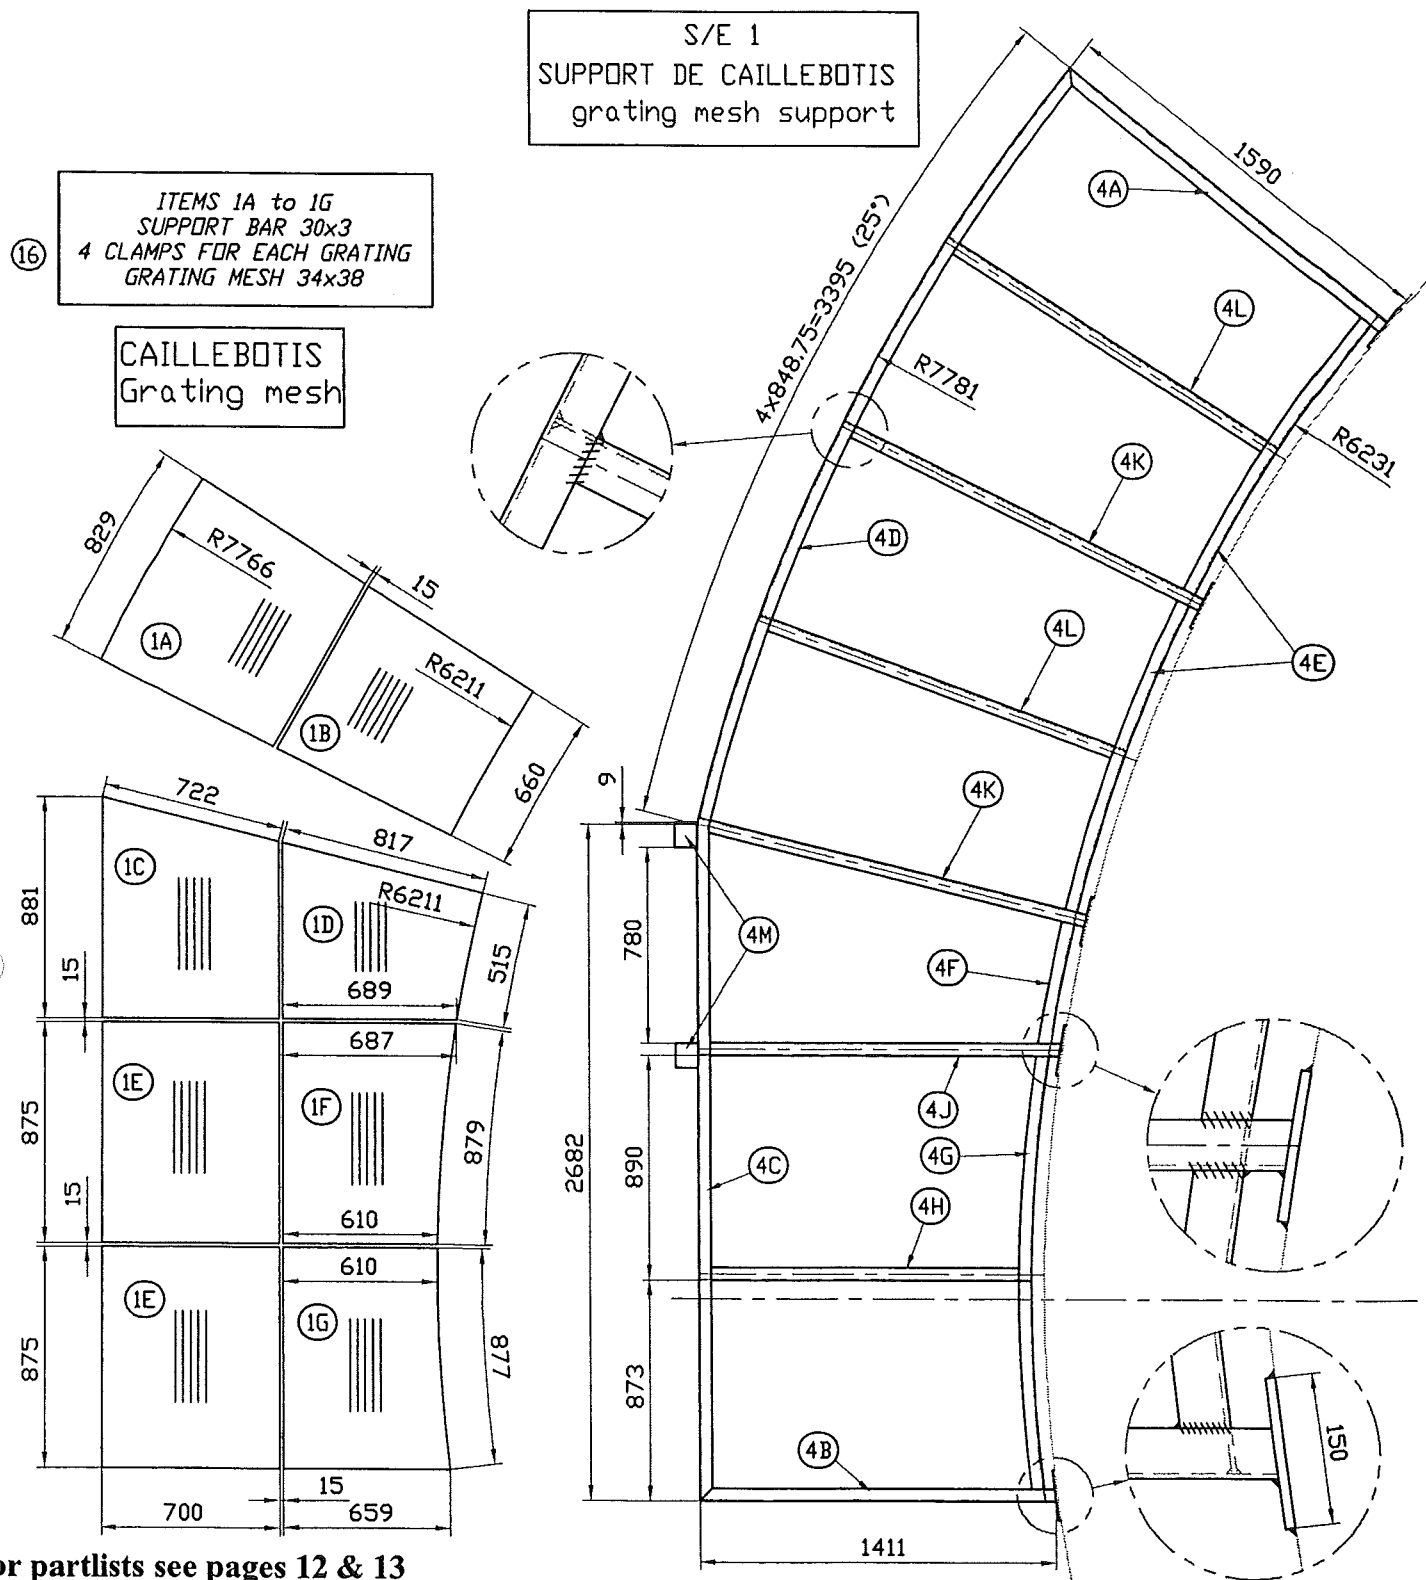 S/E 1
SUPPORT DE CAILLEBOTIS
grating mesh support
16
ITEMS 1A to 1G
SUPPORT BAR 30x3
4 CLAMPS FOR EACH GRATING
GRATING MESH 34x38
CAILLEBOTIS
Grating mesh
829
R7766
15
1A
R6211
1B
660
722
817
1C
R6211
1D
881
515
15
689
687
1E
1F
875
879
15
610
610
1E
1G
875
877
15
700
659
1590
4A
4x848.75=3395 (25°)
4L
R7781
R6231
4K
4D
4L
4E
9
4K
780
4M
4F
2682
890
4J
4C
4G
4H
873
4B
150
1411
or partlists see pages 12 & 13